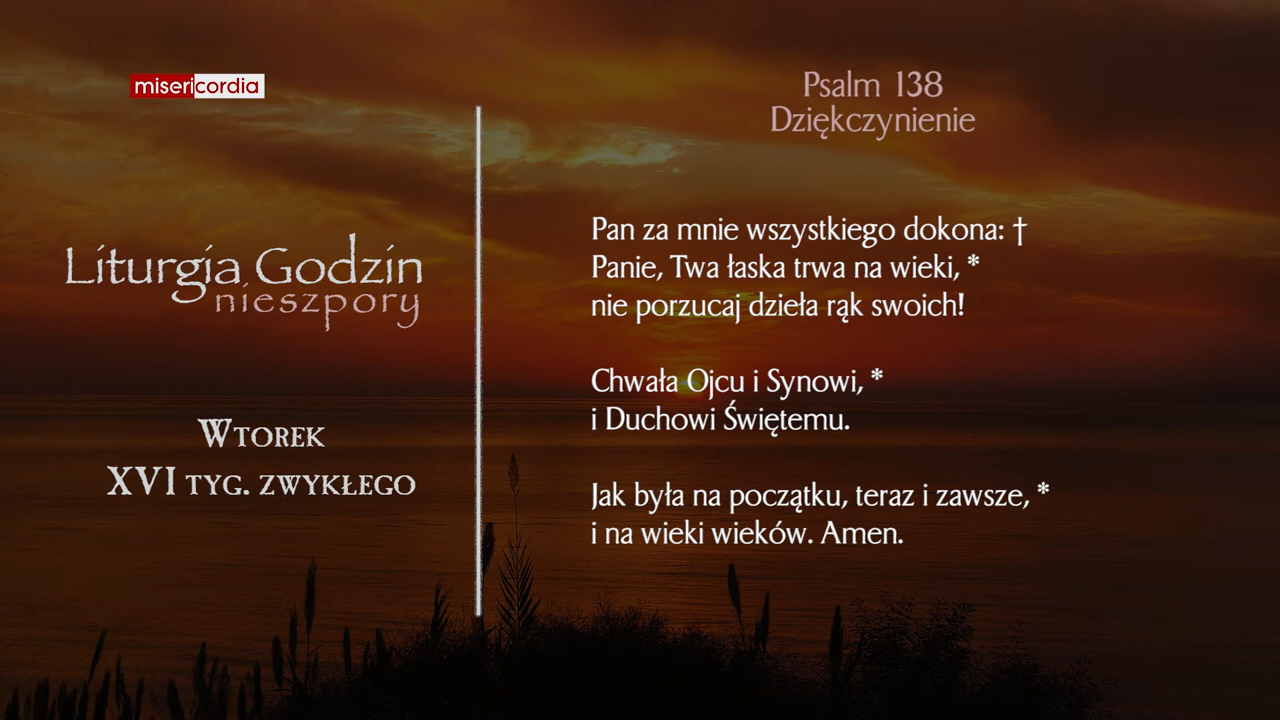 misericordia
Liturgia Godzin
nieszpory
Wtorek
XVI tyg. zwykłego
Psalm 138
Dziękczynienie
Pan za mnie wszystkiego dokona: †
Panie, Twa łaska trwa na wieki, *
nie porzucaj dzieła rąk swoich!
Chwała Ojcu i Synowi, *
i Duchowi Świętemu.
Jak była na początku, teraz i zawsze, *
i na wieki wieków. Amen.